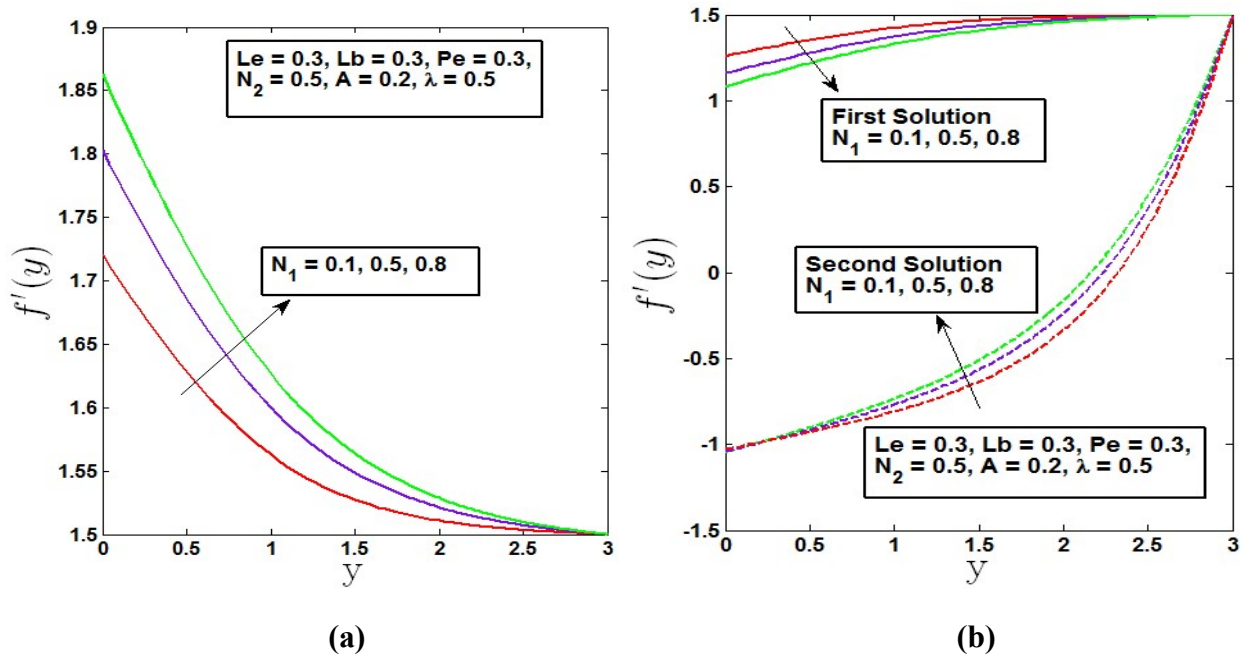 1.9
1.85
1.8
1.75
1.7
1.65
1.6
1.55
1.5
f'(y)
Le = 0.3, Lb = 0.3, Pe = 0.3,
N2 = 0.5, A = 0.2, λ = 0.5
N1 = 0.1, 0.5, 0.8
0 0.5 1 1.5 2 2.5 3
y
(a)
1.5
1
0.5
0
-0.5
-1
-1.5
f'(y)
First Solution
N1 = 0.1, 0.5, 0.8
Second Solution
N1 = 0.1, 0.5, 0.8
Le = 0.3, Lb = 0.3, Pe = 0.3,
N2 = 0.5, A = 0.2, λ = 0.5
0 0.5 1 1.5 2 2.5 3
y
(b)